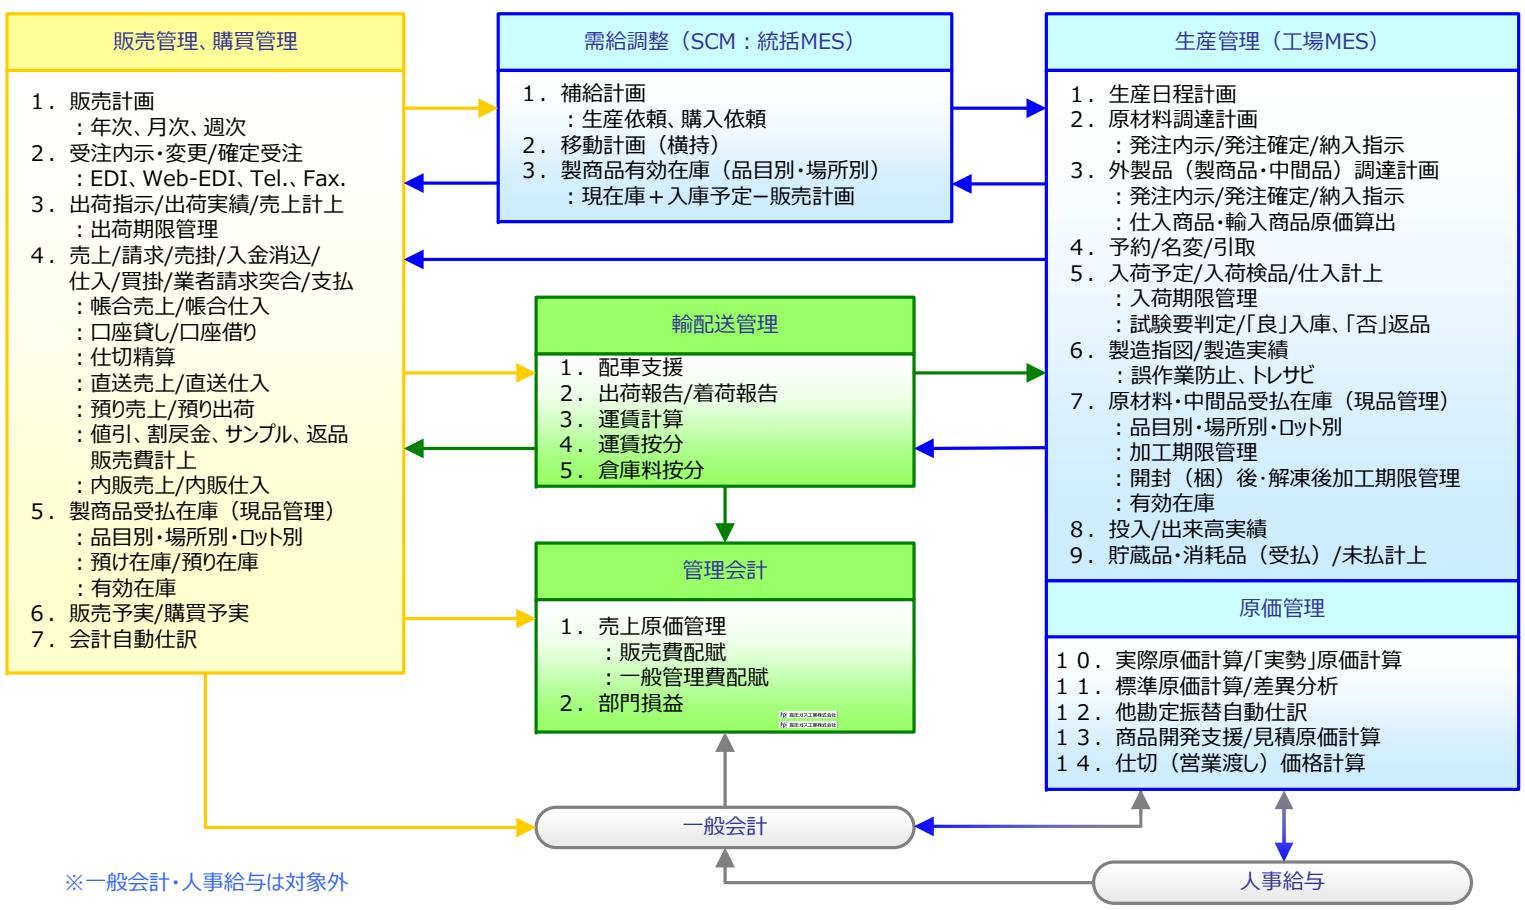 販売管理、購買管理
1．販売計画
：年次、月次、週次
2．受注内示・変更/確定受注
：EDI、Web-EDI、Tel.、Fax.
3．出荷指示/出荷実績/売上計上
：出荷期限管理
4．売上/請求/売掛/入金消込/
仕入/買掛/業者請求突合/支払
：帳合売上/帳合仕入
：口座貸し/口座借り
：仕切精算
：直送売上/直送仕入
：預り売上/預り出荷
：値引、割戻金、サンプル、返品
販売費計上
：内販売上/内販仕入
5．製商品受払在庫（現品管理）
：品目別・場所別・ロット別
：預け在庫/預り在庫
：有効在庫
6．販売予実/購買予実
7．会計自動仕訳
需給調整（SCM：統括MES）
1．補給計画
：生産依頼、購入依頼
2．移動計画（横持）
3．製商品有効在庫（品目別・場所別）
：現在庫＋入庫予定－販売計画
輸配送管理
1．配車支援
2．出荷報告/着荷報告
3．運賃計算
4．運賃按分
5．倉庫料按分
管理会計
1．売上原価管理
：販売費配賦
：一般管理費配賦
2．部門損益
高圧ガス工業株式会社
高圧ガス工業株式会社
生産管理（工場MES）
1．生産日程計画
2．原材料調達計画
：発注内示/発注確定/納入指示
3．外製品（製商品・中間品）調達計画
：発注内示/発注確定/納入指示
：仕入商品・輸入商品原価算出
4．予約/名変/引取
5．入荷予定/入荷検品/仕入計上
：入荷期限管理
：試験要判定/「良」入庫、「否」返品
6．製造指図/製造実績
：誤作業防止、トレサビ
7．原材料・中間品受払在庫（現品管理）
：品目別・場所別・ロット別
：加工期限管理
：開封（梱）後・解凍後加工期限管理
：有効在庫
8．投入/出来高実績
9．貯蔵品・消耗品（受払）/未払計上
原価管理
１０．実際原価計算/「実勢」原価計算
１１．標準原価計算/差異分析
１２．他勘定振替自動仕訳
１３．商品開発支援/見積原価計算
１４．仕切（営業渡し）価格計算
一般会計
人事給与
※一般会計・人事給与は対象外